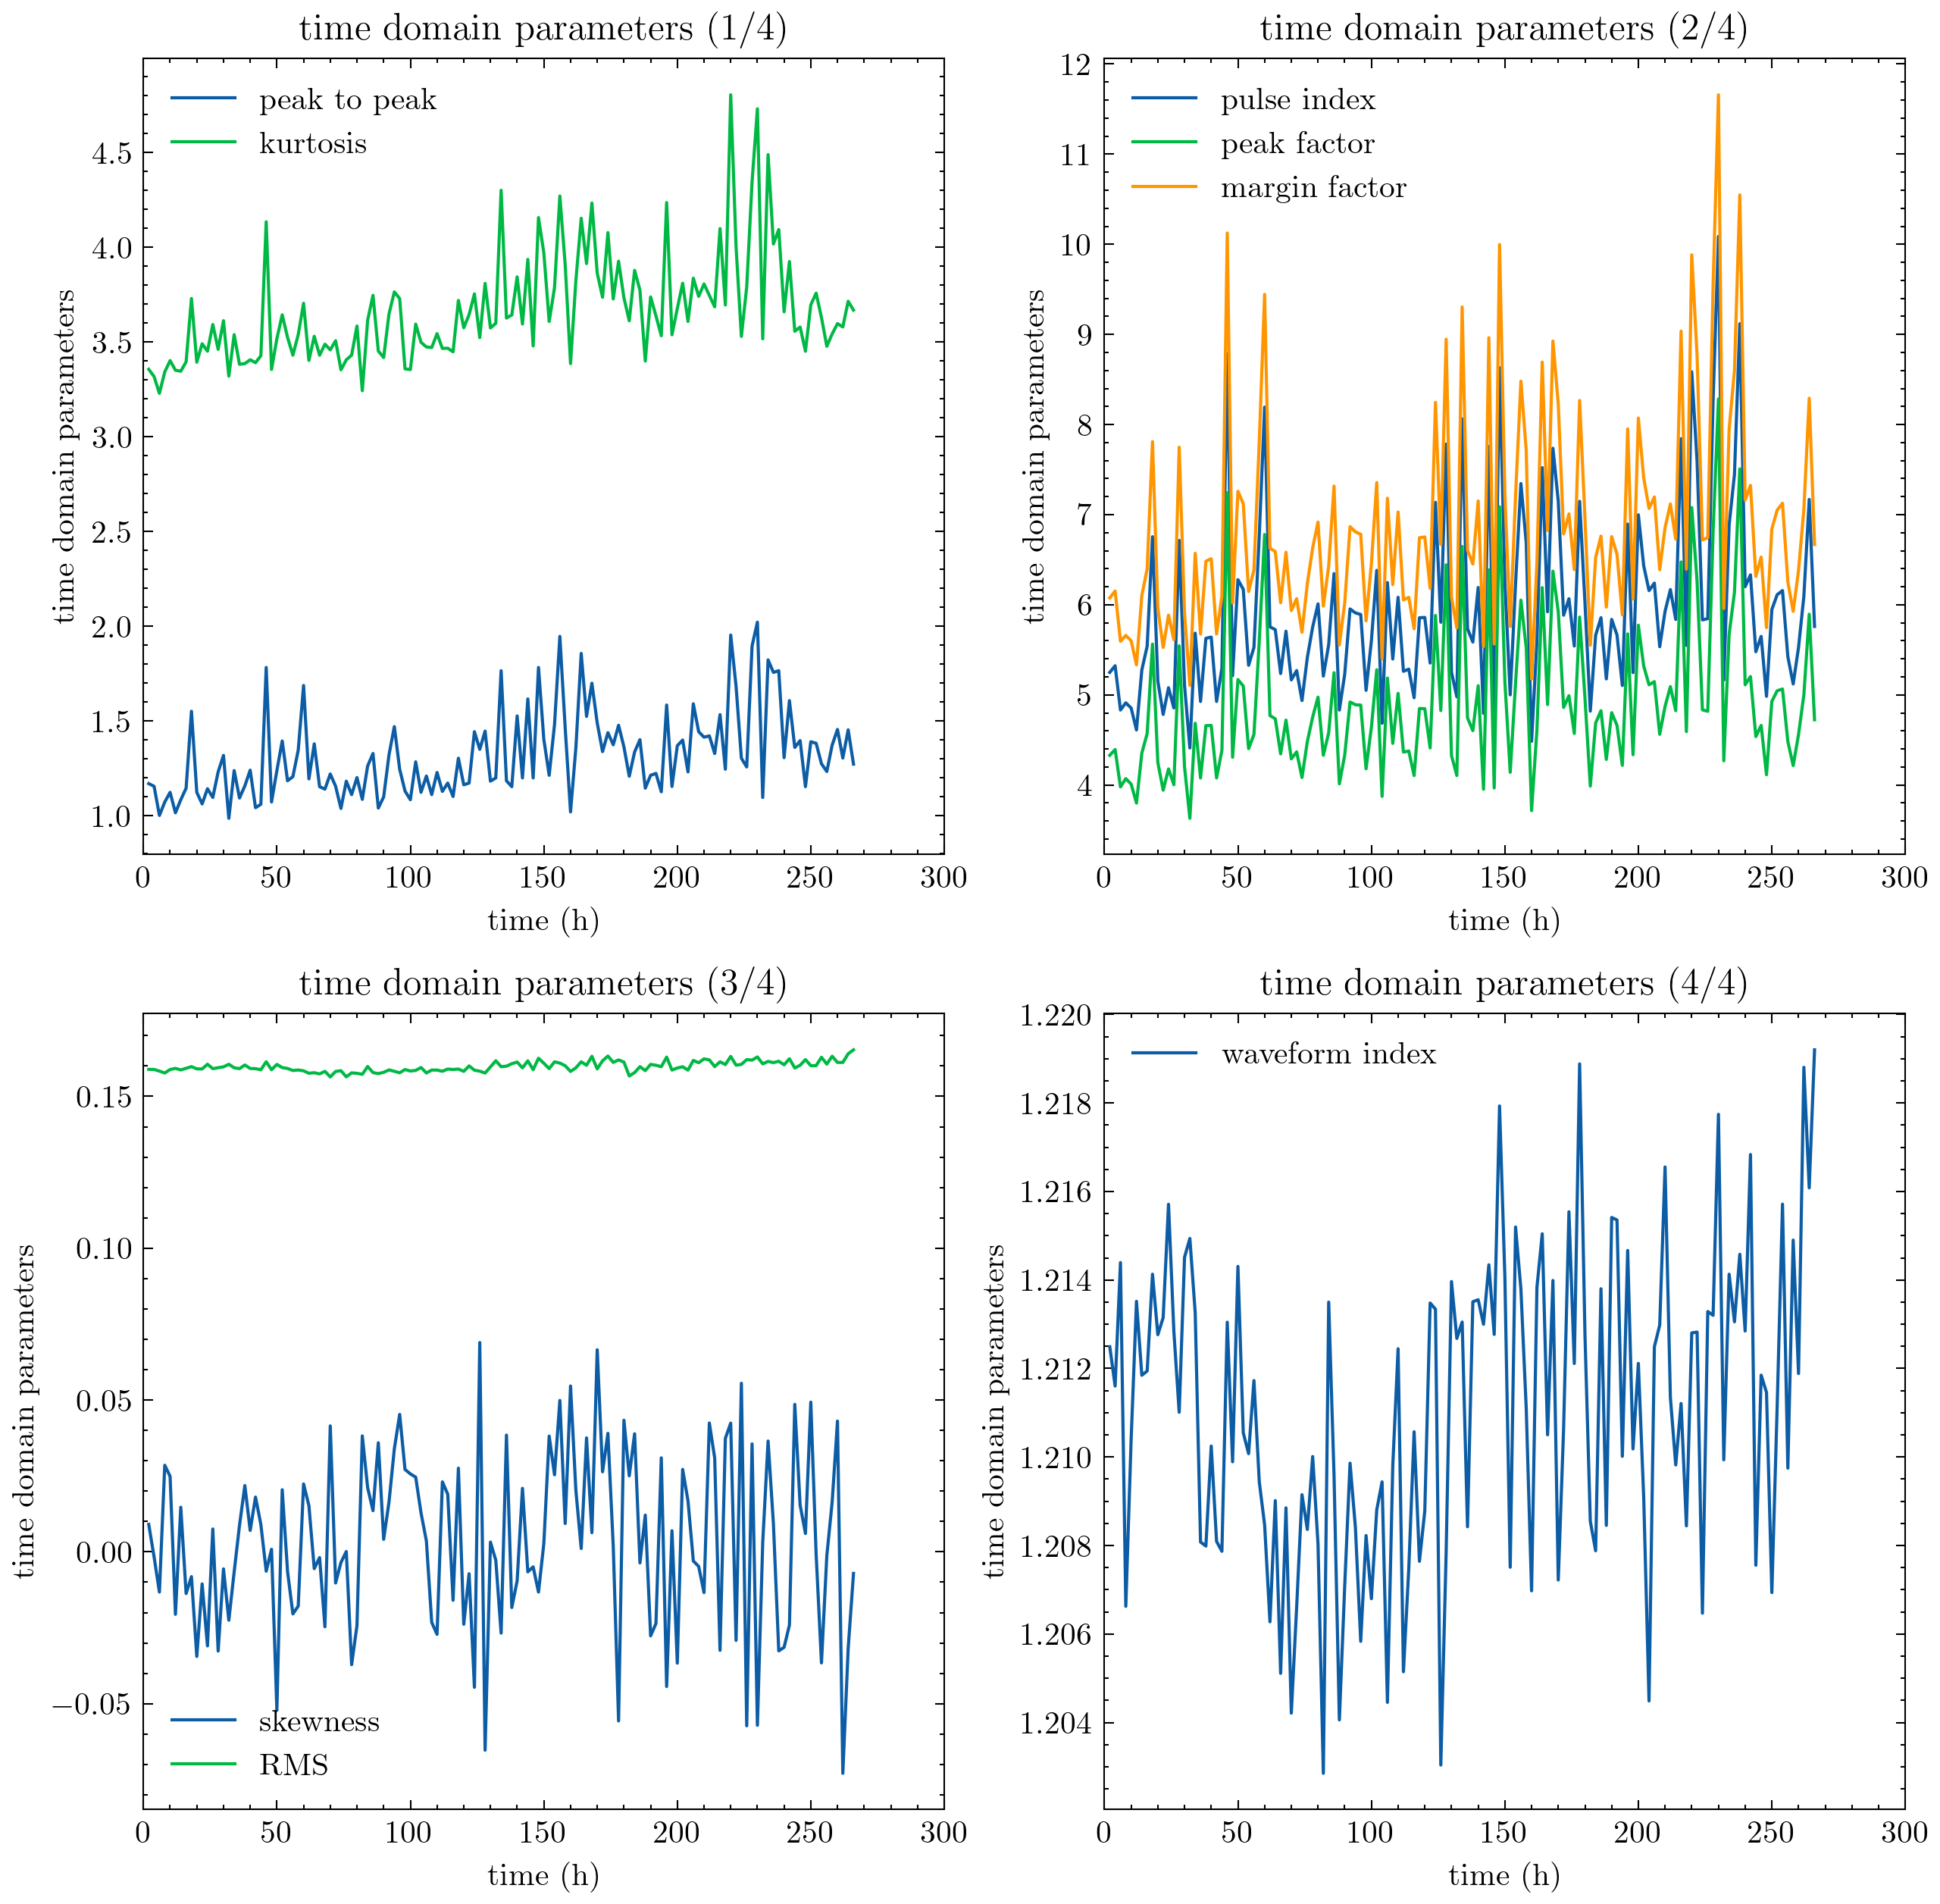 time domain parameters (1/4)
time domain parameters
4.5
4.0
3.5
3.0
2.5
2.0
1.5
1.0
peak to peak
kurtosis
0 50 100 150 200 250 300
time (h)
time domain parameters (2/4)
time domain parameters
12
11
10
9
8
7
6
5
4
pulse index
peak factor
margin factor
0 50 100 150 200 250 300
time (h)
time domain parameters (3/4)
time domain parameters
0.15
0.10
0.05
0.00
−0.05
skewness
RMS
0 50 100 150 200 250 300
time (h)
time domain parameters (4/4)
time domain parameters
1.220
1.218
1.216
1.214
1.212
1.210
1.208
1.206
1.204
waveform index
0 50 100 150 200 250 300
time (h)